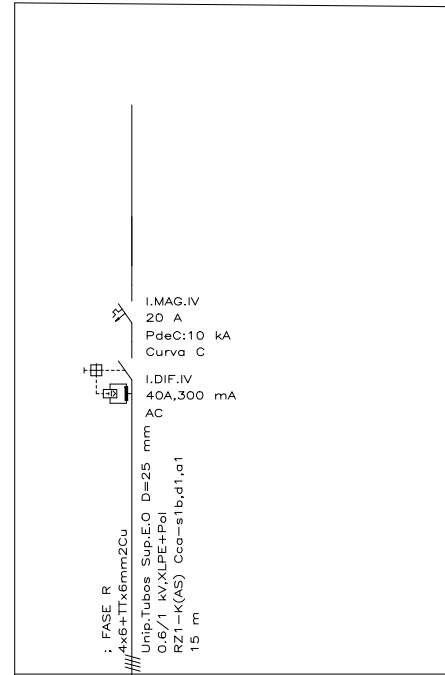 I.MAG.IV
20 A
PdeC:10 kA
Curva C
I.DIF.IV
40A,300 mA
AC
; FASE R
4x6+TTx6mm2Cu
Unip.Tubos Sup.E.O D=25 mm
0.6/1 kV,XLPE+Pol
RZ1-K(AS) Cca-s1b,d1,a1
15 m